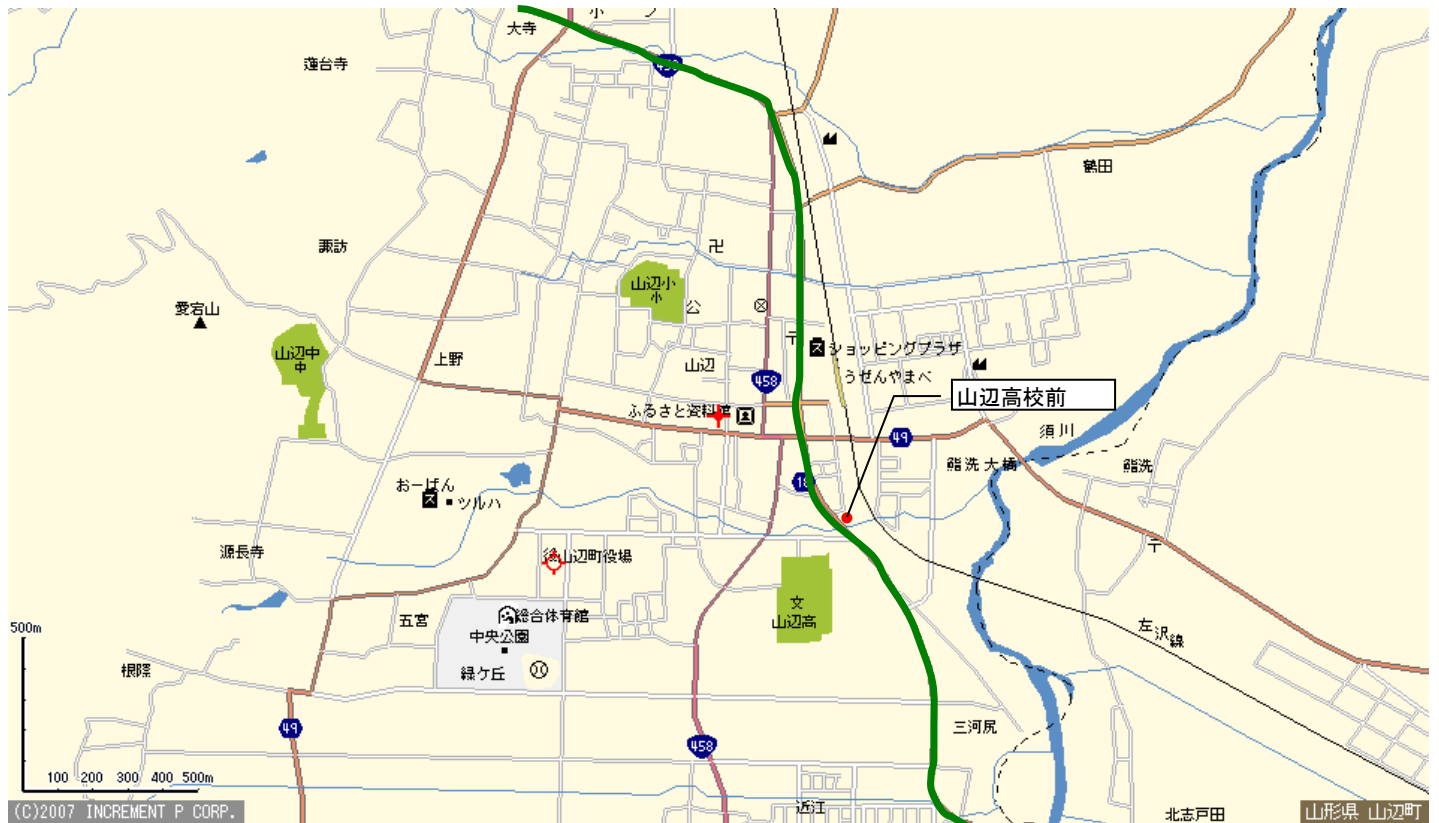 大寺
蓮台寺
鶴田
諏訪
卍
山辺小
小
公
愛宕山
山辺中
中
上野
山辺
〒
ショッピングプラザ
うぜんやまべ
458
山辺高校前
ふるさと資料館
49
須川
鮨洗大橋
鮨洗
おーばん
ツルハ
18
源長寺
山辺町役場
〒
文
山辺高
総合体育館
中央公園
五宮
500m
左沢線
根際
緑ケ丘
49
458
三河尻
100 200 300 400 500m
近江
北志戸田
(C)2007 INCREMENT P CORP.
山形県 山辺町